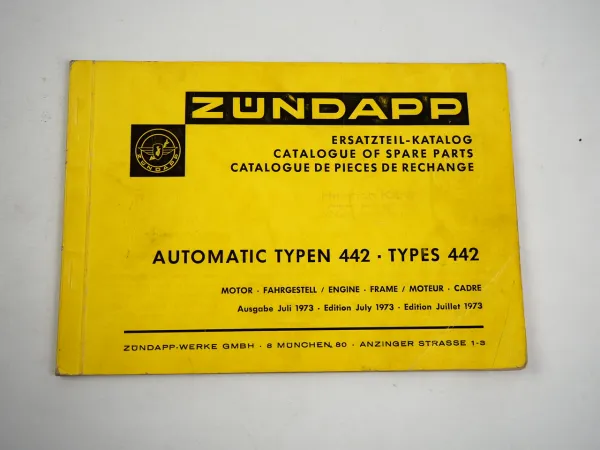 ZÜNDAPP
ZÜNDAPP
ERSATZTEIL-KATALOG
CATALOGUE OF SPARE PARTS
CATALOGUE DE PIECES DE RECHANGE
AUTOMATIC TYPEN 442 · TYPES 442
MOTOR · FAHRGESTELL / ENGINE · FRAME / MOTEUR · CADRE
Ausgabe Juli 1973 · Edition July 1973 · Edition Juillet 1973
ZÜNDAPP-WERKE GMBH · 8 MÜNCHEN 80 · ANZINGER STRASSE 1-3